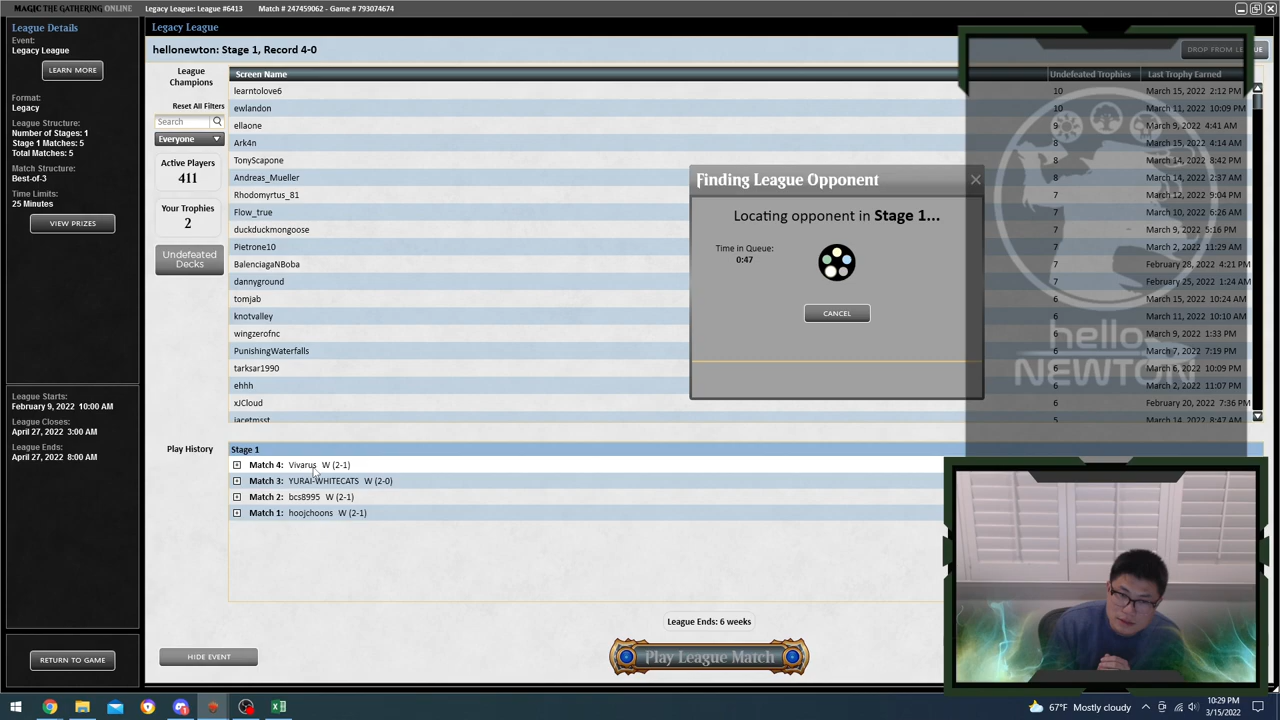 MAGIC: THE GATHERING ONLINE
Legacy League: League #6413
Match # 247459062 - Game # 793074674
League Details
Event:
Legacy League
LEARN MORE
Format:
Legacy
League Structure:
Number of Stages: 1
Stage 1 Matches: 5
Total Matches: 5
Match Structure:
Best-of-3
Time Limits:
25 Minutes
VIEW PRIZES
League Starts:
February 9, 2022 10:00 AM
League Closes:
April 27, 2022 3:00 AM
League Ends:
April 27, 2022 8:00 AM
RETURN TO GAME
Legacy League
hellonewton: Stage 1, Record 4-0
DROP FROM LEAGUE
League
Champions
Reset All Filters
Search
Everyone
Active Players
411
Your Trophies
2
Undefeated
Decks
Screen Name Undefeated Trophies Last Trophy Earned
learntolove6 10 March 15, 2022 2:12 PM
ewlandon 10 March 11, 2022 10:09 PM
ellaone 9 March 9, 2022 4:41 AM
Ark4n 8 March 15, 2022 4:14 AM
TonyScapone 8 March 14, 2022 8:42 PM
Andreas_Mueller 8 March 14, 2022 2:37 AM
Rhodomyrtus_81 7 March 12, 2022 9:04 PM
Flow_true 7 March 10, 2022 6:26 AM
duckduckmongoose 7 March 9, 2022 5:16 PM
Pietrone10 7 March 2, 2022 11:29 AM
BalenciagaNBoba 7 February 28, 2022 4:21 PM
dannyground 7 February 25, 2022 1:24 AM
tomjab 6 March 15, 2022 10:24 AM
knotvalley 6 March 11, 2022 10:10 AM
wingzerofnc 6 March 9, 2022 1:33 PM
PunishingWaterfalls 6 March 7, 2022 7:19 PM
tarksar1990 6 March 6, 2022 10:09 PM
ehhh 6 March 2, 2022 11:07 PM
xJCloud 6 February 20, 2022 7:36 PM
jacetmsst 5 March 14, 2022 8:47 AM
Finding League Opponent
Locating opponent in Stage 1...
Time in Queue:
0:47
CANCEL
hello
NEWTON
Play History
Stage 1
Match 4: Vivarus W (2-1)
Match 3: YURAI-WHITECATS W (2-0)
Match 2: bcs8995 W (2-1)
Match 1: hoojchoons W (2-1)
League Ends: 6 weeks
HIDE EVENT
Play League Match
67°F Mostly cloudy
10:29 PM
3/15/2022